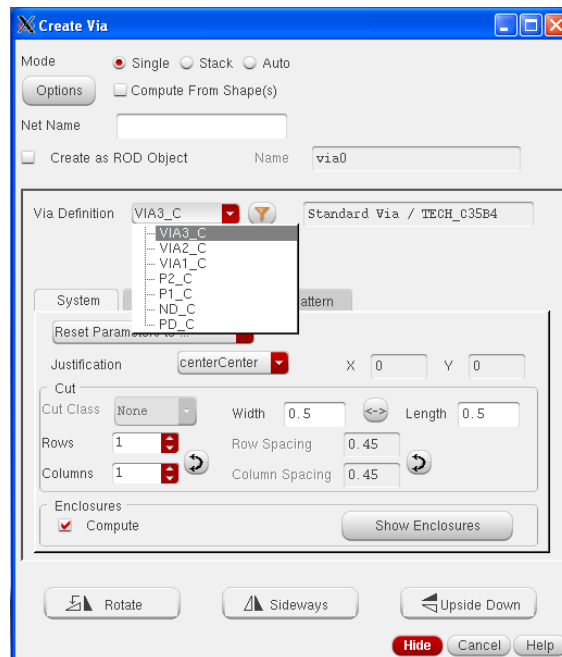 Create Via
Mode Single Stack Auto
Options Compute From Shape(s)
Net Name
Create as ROD Object Name via0
Via Definition VIA3_C Standard Via / TECH_C35B4
VIA3_C
VIA2_C
VIA1_C
P2_C
P1_C
ND_C
PD_C
System attern
Reset Parameters to ...
Justification centerCenter X 0 Y 0
Cut
Cut Class None Width 0.5 <-> Length 0.5
Rows 1 Row Spacing 0.45
Columns 1 Column Spacing 0.45
Enclosures
Compute Show Enclosures
Rotate Sideways Upside Down
Hide Cancel Help